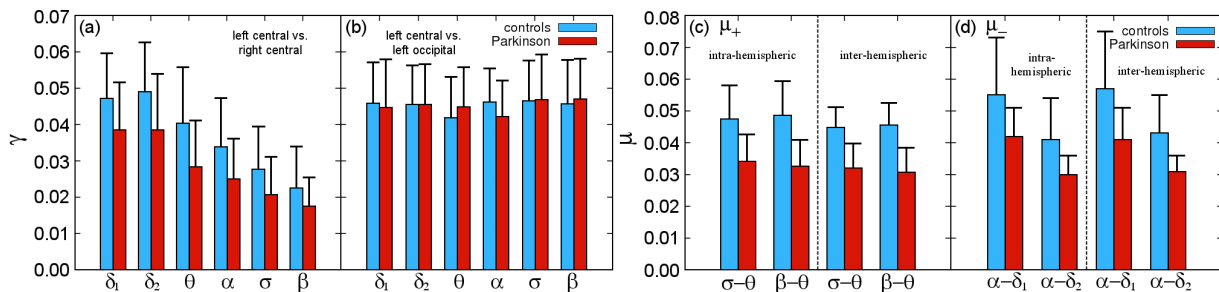 (a) left central vs.
right central
(b) left central vs.
left occipital
controls
Parkinson
γ
0.07
0.06
0.05
0.04
0.03
0.02
0.01
0.00
δ₁ δ₂ θ α σ β
δ₁ δ₂ θ α σ β
(c) μ₊
intra-hemispheric
inter-hemispheric
(d) μ₋
controls
Parkinson
intra-
hemispheric
inter-hemispheric
μ
0.08
0.07
0.06
0.05
0.04
0.03
0.02
0.01
0.00
σ−θ β−θ σ−θ β−θ
α−δ₁ α−δ₂ α−δ₁ α−δ₂